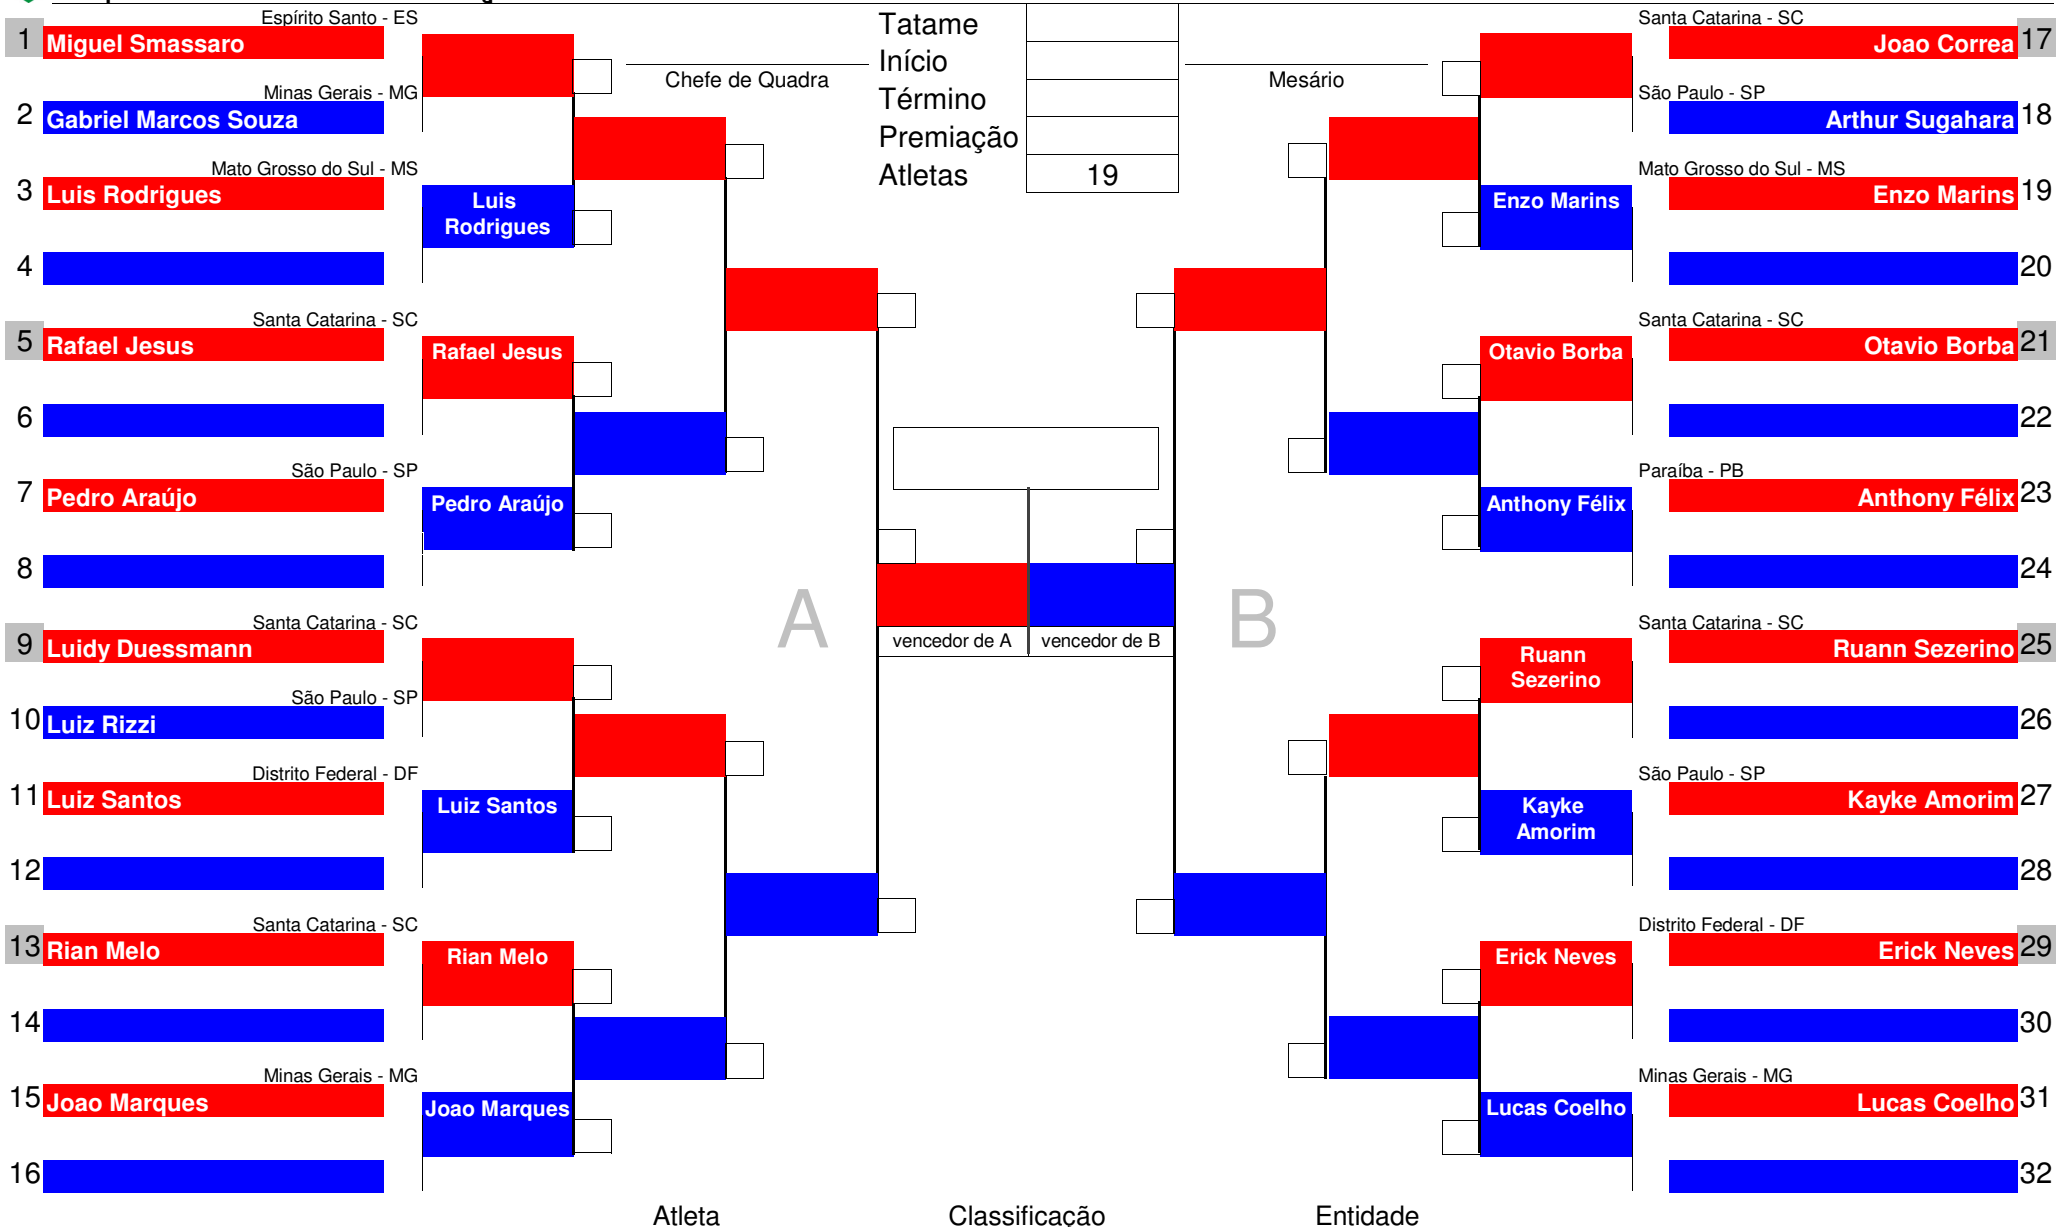 Espírito Santo - ES
1 Miguel Smassaro
Minas Gerais - MG
2 Gabriel Marcos Souza
Mato Grosso do Sul - MS
3 Luis Rodrigues
4
Santa Catarina - SC
5 Rafael Jesus
6
São Paulo - SP
7 Pedro Araújo
8
Santa Catarina - SC
9 Luidy Duessmann
São Paulo - SP
10 Luiz Rizzi
Distrito Federal - DF
11 Luiz Santos
12
Santa Catarina - SC
13 Rian Melo
14
Minas Gerais - MG
15 Joao Marques
16
Luis
Rodrigues
Rafael Jesus
Pedro Araújo
Luiz Santos
Rian Melo
Joao Marques
Chefe de Quadra
Tatame
Início
Término
Premiação
Atletas 19
Mesário
A
B
vencedor de A
vencedor de B
Enzo Marins
Otavio Borba
Anthony Félix
Ruann
Sezerino
Kayke
Amorim
Erick Neves
Lucas Coelho
Santa Catarina - SC
Joao Correa 17
São Paulo - SP
Arthur Sugahara 18
Mato Grosso do Sul - MS
Enzo Marins 19
20
Santa Catarina - SC
Otavio Borba 21
22
Paraíba - PB
Anthony Félix 23
24
Santa Catarina - SC
Ruann Sezerino 25
26
São Paulo - SP
Kayke Amorim 27
28
Distrito Federal - DF
Erick Neves 29
30
Minas Gerais - MG
Lucas Coelho 31
32
Atleta
Classificação
Entidade